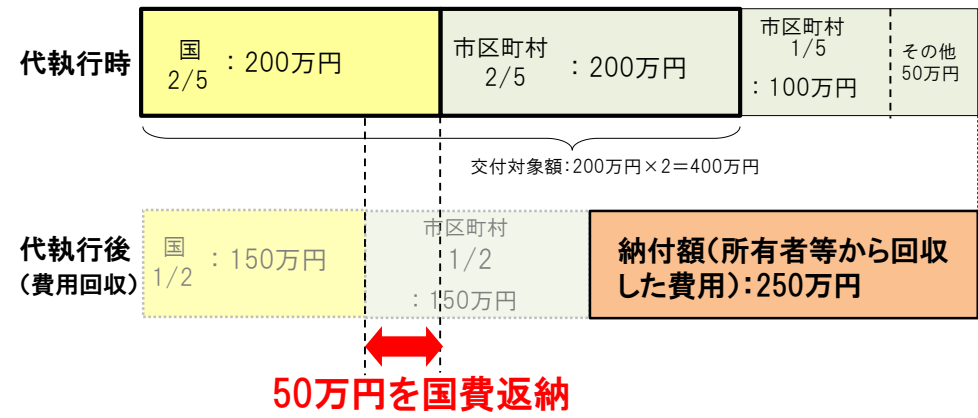 代執行時
国
2/5
：200万円
市区町村
2/5
：200万円
市区町村
1/5
：100万円
その他
50万円
交付対象額：200万円×2＝400万円
代執行後
（費用回収）
国
1/2
：150万円
市区町村
1/2
：150万円
納付額（所有者等から回収
した費用）：250万円
50万円を国費返納